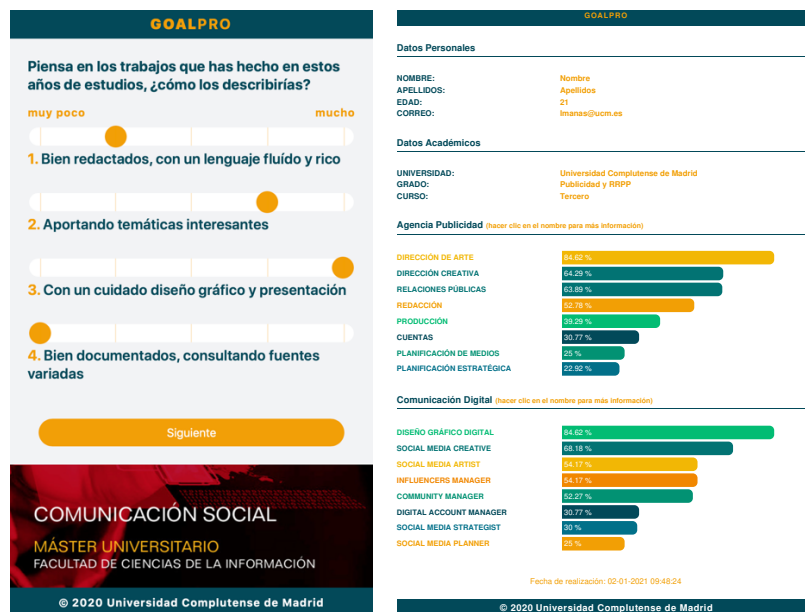 GOALPRO
Piensa en los trabajos que has hecho en estos
años de estudios, ¿cómo los describirías?
muy poco mucho
1. Bien redactados, con un lenguaje fluído y rico
2. Aportando temáticas interesantes
3. Con un cuidado diseño gráfico y presentación
4. Bien documentados, consultando fuentes
variadas
Siguiente
COMUNICACIÓN SOCIAL
MÁSTER UNIVERSITARIO
FACULTAD DE CIENCIAS DE LA INFORMACIÓN
© 2020 Universidad Complutense de Madrid
GOALPRO
Datos Personales
NOMBRE: Nombre
APELLIDOS: Apellidos
EDAD: 21
CORREO: lmanas@ucm.es
Datos Académicos
UNIVERSIDAD: Universidad Complutense de Madrid
GRADO: Publicidad y RRPP
CURSO: Tercero
Agencia Publicidad (hacer clic en el nombre para más información)
DIRECCIÓN DE ARTE 84.62 %
DIRECCIÓN CREATIVA 64.29 %
RELACIONES PÚBLICAS 63.89 %
REDACCIÓN 52.78 %
PRODUCCIÓN 39.29 %
CUENTAS 30.77 %
PLANIFICACIÓN DE MEDIOS 25 %
PLANIFICACIÓN ESTRATÉGICA 22.92 %
Comunicación Digital (hacer clic en el nombre para más información)
DISEÑO GRÁFICO DIGITAL 84.62 %
SOCIAL MEDIA CREATIVE 68.18 %
SOCIAL MEDIA ARTIST 54.17 %
INFLUENCERS MANAGER 54.17 %
COMMUNITY MANAGER 52.27 %
DIGITAL ACCOUNT MANAGER 30.77 %
SOCIAL MEDIA STRATEGIST 30 %
SOCIAL MEDIA PLANNER 25 %
Fecha de realización: 02-01-2021 09:48:24
© 2020 Universidad Complutense de Madrid